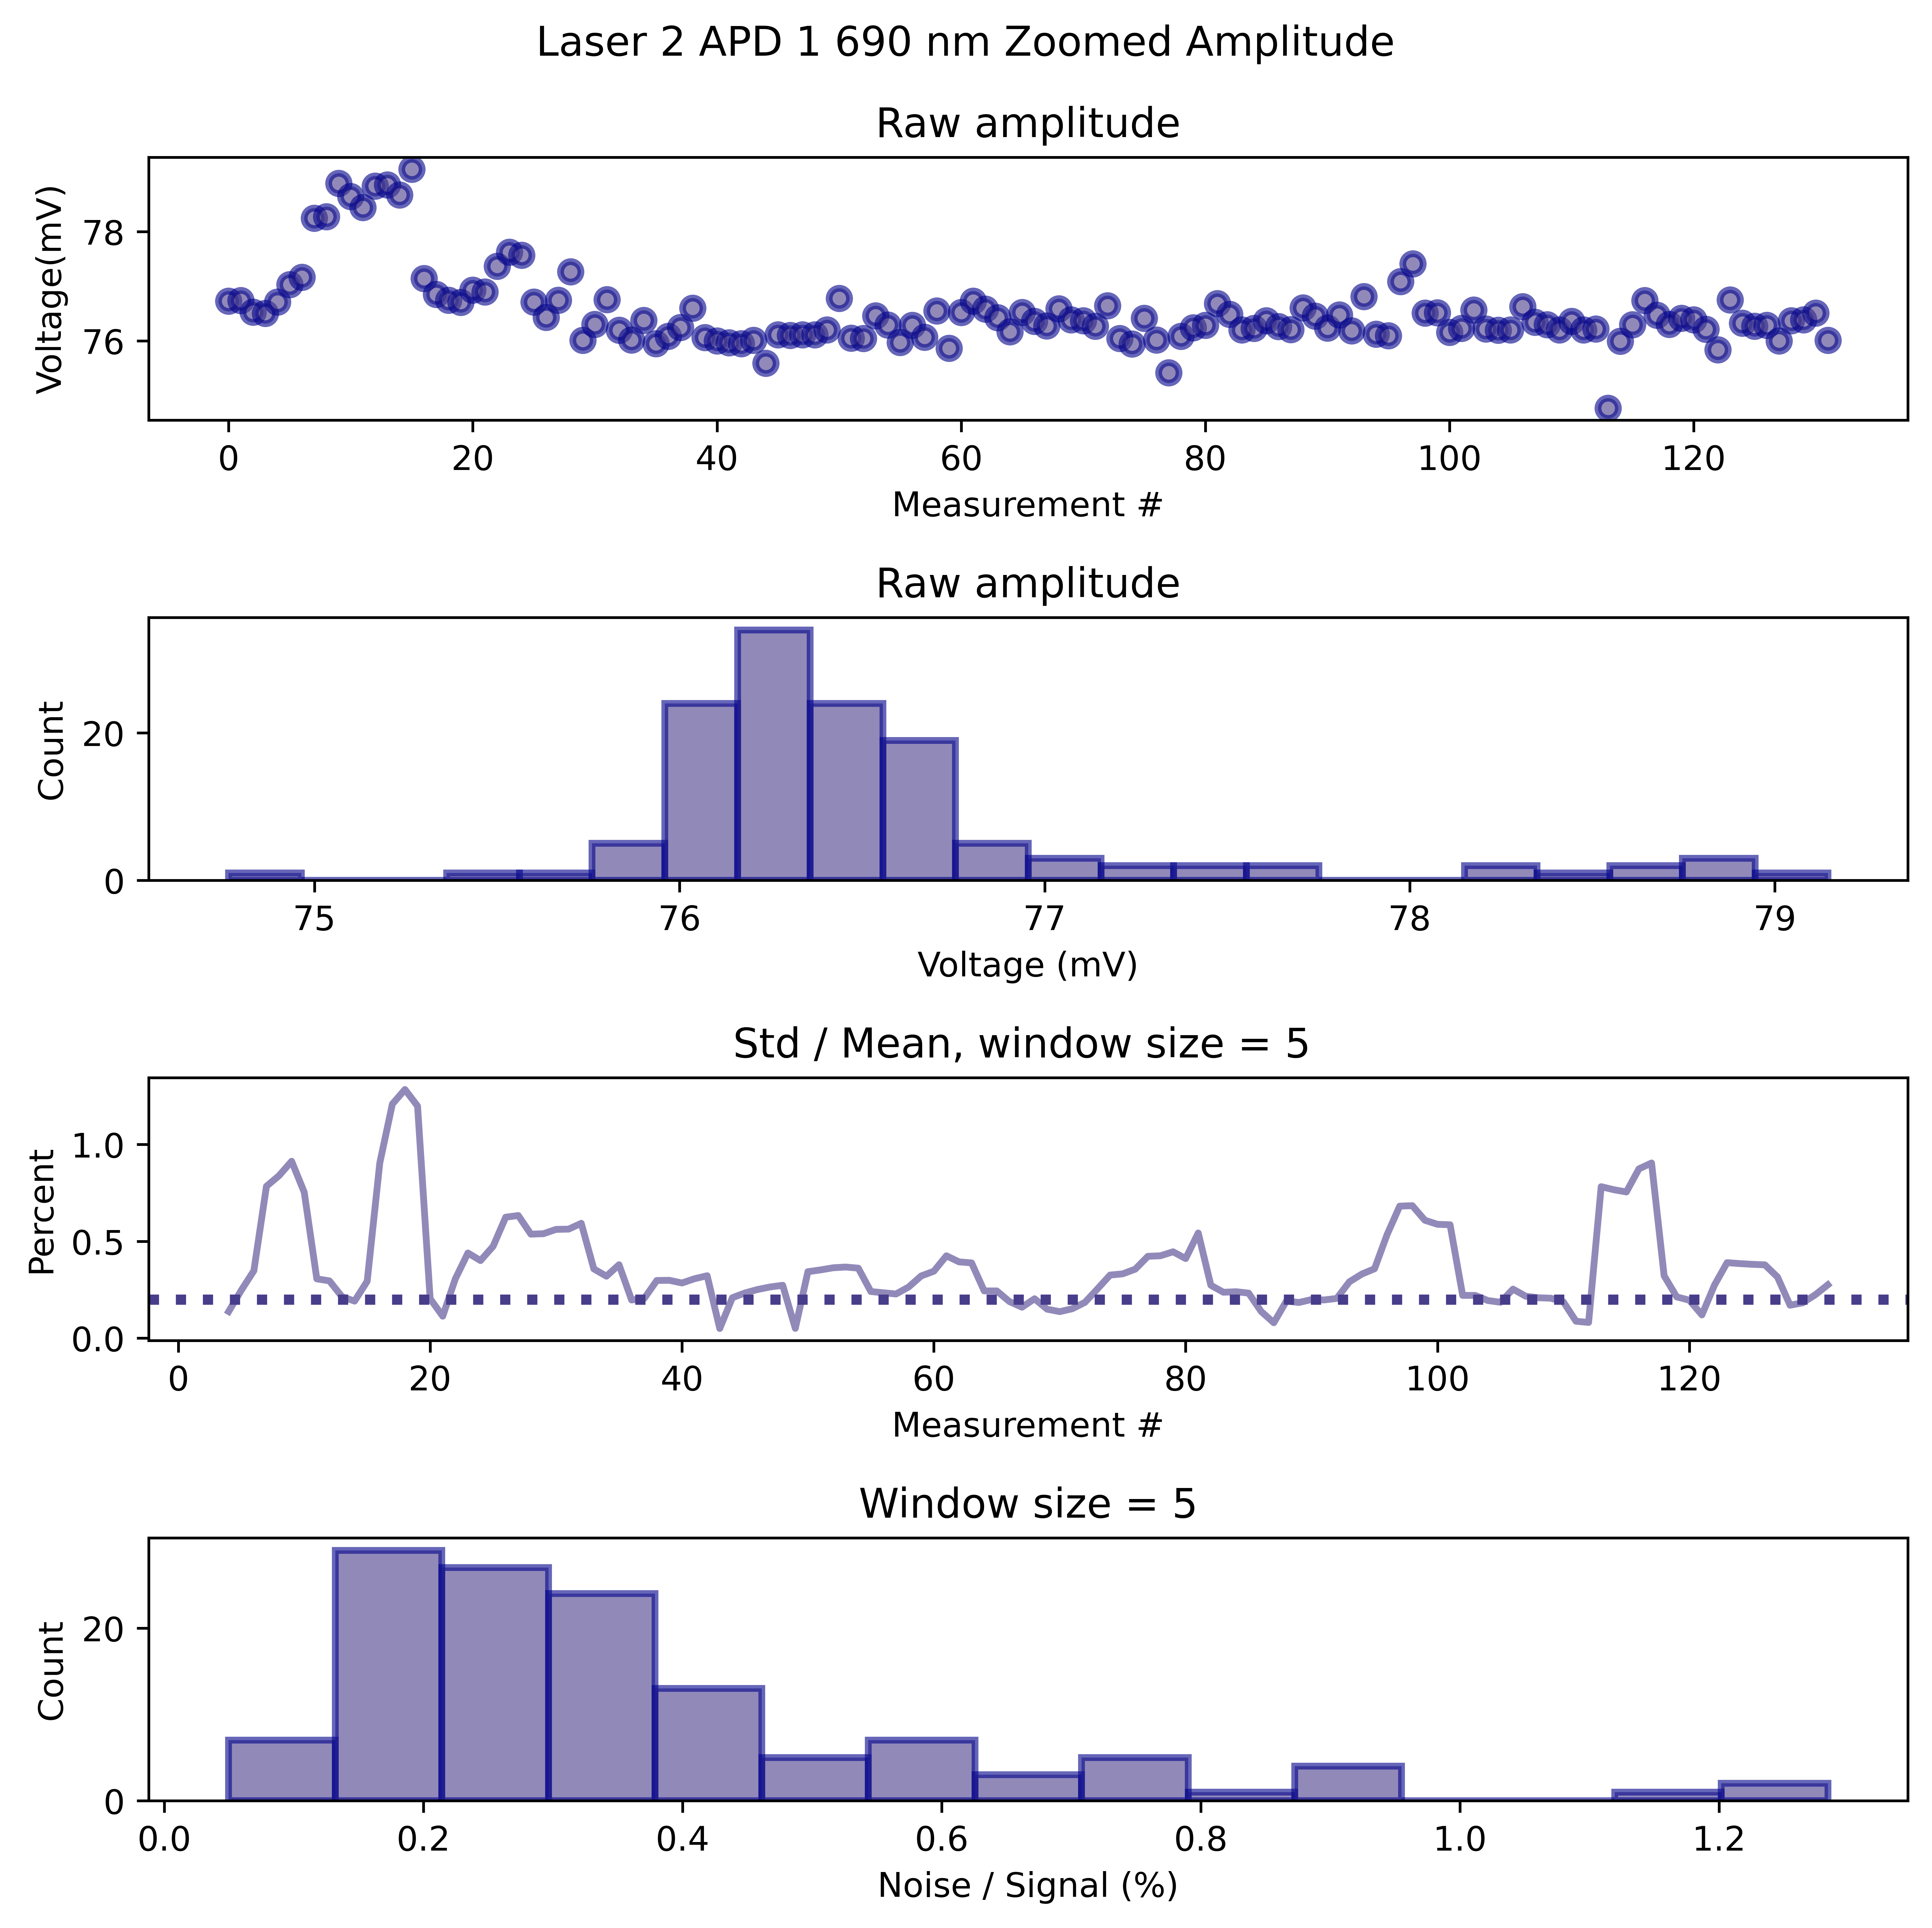 Laser 2 APD 1 690 nm Zoomed Amplitude
Raw amplitude
Voltage(mV)
78
76
0 20 40 60 80 100 120
Measurement #
Raw amplitude
Count
20
0
75 76 77 78 79
Voltage (mV)
Std / Mean, window size = 5
Percent
1.0
0.5
0.0
0 20 40 60 80 100 120
Measurement #
Window size = 5
Count
20
0
0.0 0.2 0.4 0.6 0.8 1.0 1.2
Noise / Signal (%)